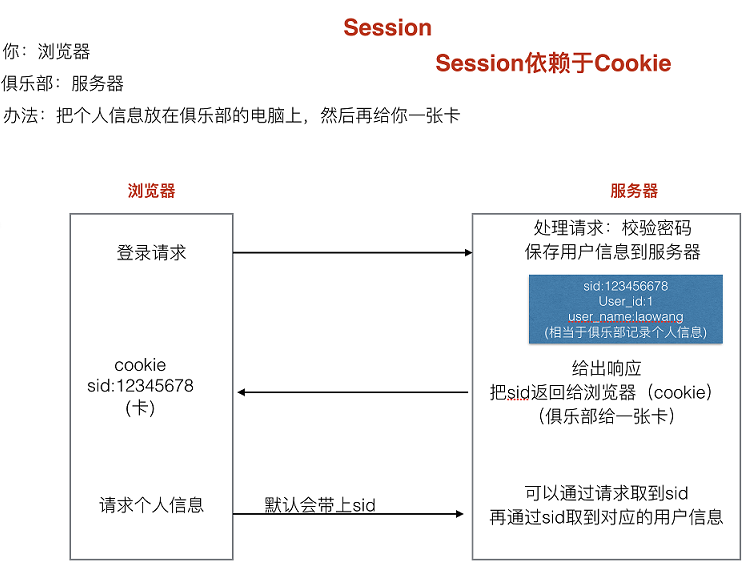 Session
Session依赖于Cookie
你：浏览器
俱乐部：服务器
办法：把个人信息放在俱乐部的电脑上，然后再给你一张卡
浏览器
服务器
登录请求
处理请求：校验密码
保存用户信息到服务器
sid:123456678
User_id:1
user_name:laowang
(相当于俱乐部记录个人信息)
cookie
sid:12345678
(卡)
给出响应
把sid返回给浏览器（cookie）
（俱乐部给一张卡）
请求个人信息
默认会带上sid
可以通过请求取到sid
再通过sid取到对应的用户信息